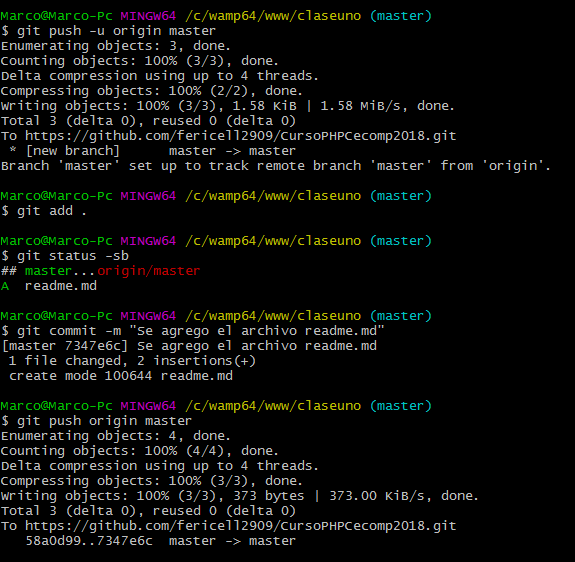 Marco@Marco-Pc MINGW64 /c/wamp64/www/claseuno (master)
$ git push -u origin master
Enumerating objects: 3, done.
Counting objects: 100% (3/3), done.
Delta compression using up to 4 threads.
Compressing objects: 100% (2/2), done.
Writing objects: 100% (3/3), 1.58 KiB | 1.58 MiB/s, done.
Total 3 (delta 0), reused 0 (delta 0)
To https://github.com/fericell2909/CursoPHPCecomp2018.git
 * [new branch]      master -> master
Branch 'master' set up to track remote branch 'master' from 'origin'.
Marco@Marco-Pc MINGW64 /c/wamp64/www/claseuno (master)
$ git add .
Marco@Marco-Pc MINGW64 /c/wamp64/www/claseuno (master)
$ git status -sb
## master...origin/master
A  readme.md
Marco@Marco-Pc MINGW64 /c/wamp64/www/claseuno (master)
$ git commit -m "Se agrego el archivo readme.md"
[master 7347e6c] Se agrego el archivo readme.md
 1 file changed, 2 insertions(+)
 create mode 100644 readme.md
Marco@Marco-Pc MINGW64 /c/wamp64/www/claseuno (master)
$ git push origin master
Enumerating objects: 4, done.
Counting objects: 100% (4/4), done.
Delta compression using up to 4 threads.
Compressing objects: 100% (3/3), done.
Writing objects: 100% (3/3), 373 bytes | 373.00 KiB/s, done.
Total 3 (delta 0), reused 0 (delta 0)
To https://github.com/fericell2909/CursoPHPCecomp2018.git
   58a0d99..7347e6c  master -> master